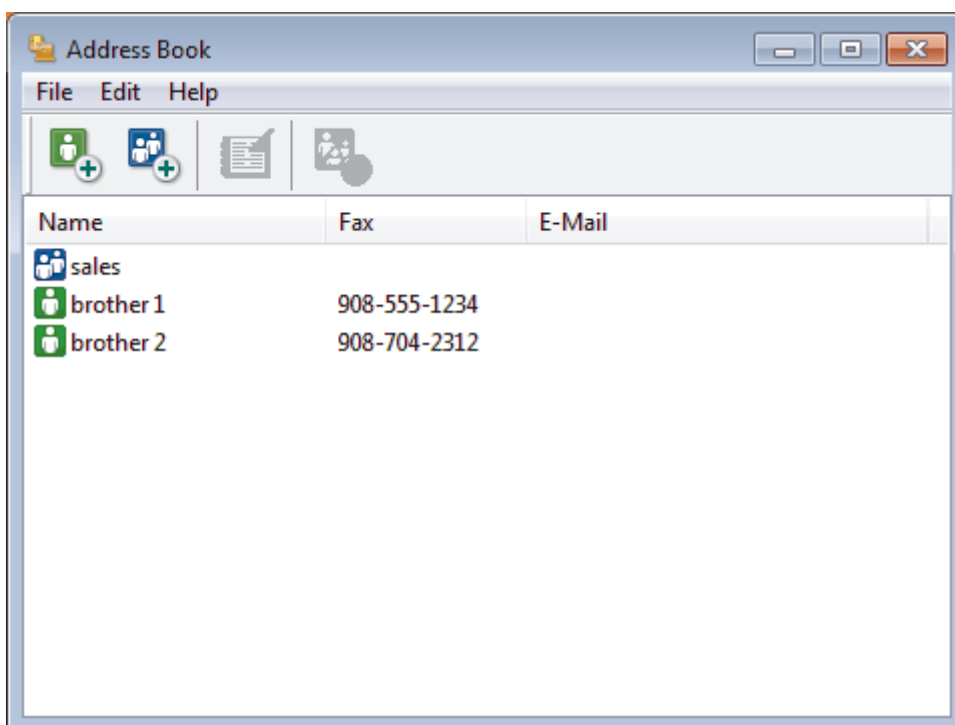 Address Book
File Edit Help
Name Fax E-Mail
sales
brother 1 908-555-1234
brother 2 908-704-2312